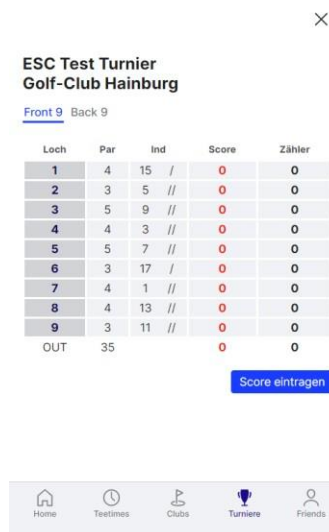 ESC Test Turnier
Golf-Club Hainburg
Front 9 Back 9
Loch Par Ind Score Zähler
1 4 15 / 0 0
2 3 5 // 0 0
3 5 9 // 0 0
4 4 3 // 0 0
5 5 7 // 0 0
6 3 17 / 0 0
7 4 1 // 0 0
8 4 13 // 0 0
9 3 11 // 0 0
OUT 35 0 0
Score eintragen
Home Teetimes Clubs Turniere Friends